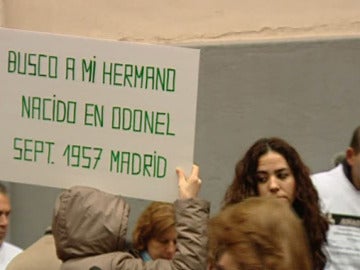 BUSCO A MI HERMANO
NACIDO EN ODONEL
SEPT. 1957 MADRID